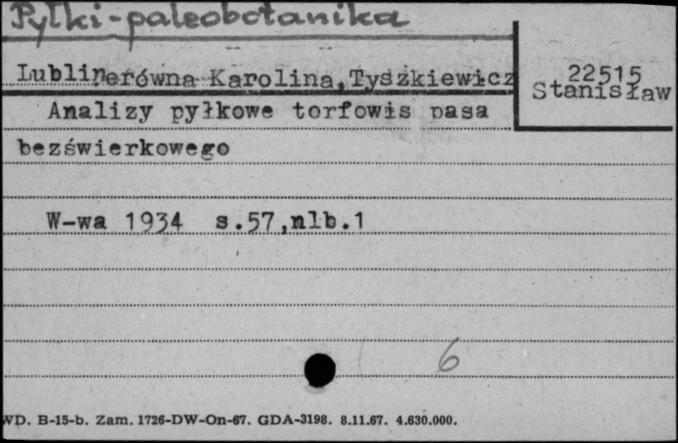 Pyłki-paleobotanika
22515
Lublinerówna Karolina,Tyszkiewicz Stanisław
Analizy pyłkowe torfowis pasa
bezświerkowego
W-wa 1934 s.57,nlb.1
6
WD. B-15-b. Zam. 1726-DW-On-67. GDA-3198. 8.11.67. 4.630.000.